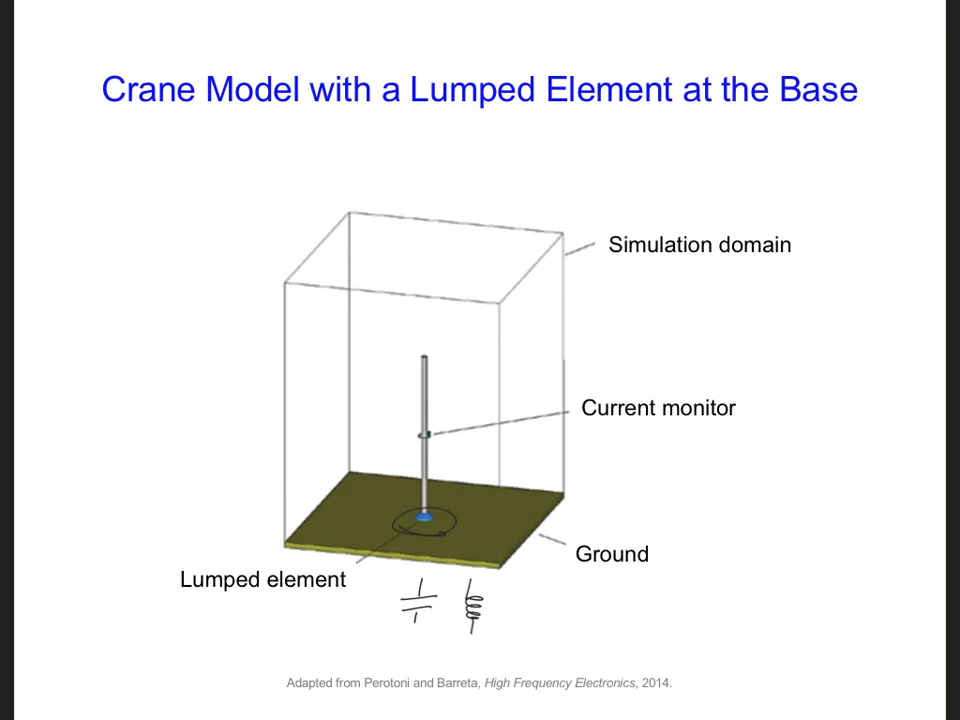 Crane Model with a Lumped Element at the Base
Simulation domain
Current monitor
Ground
Lumped element
Adapted from Perotoni and Barreta, High Frequency Electronics, 2014.